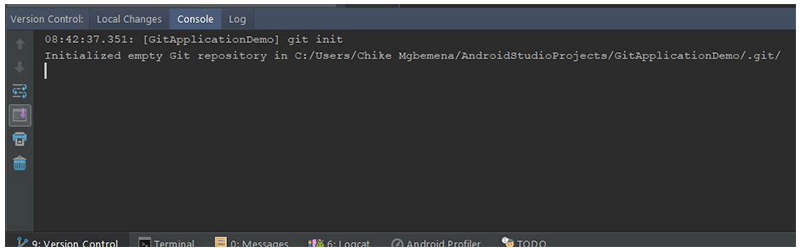 Version Control: Local Changes Console Log
08:42:37.351: [GitApplicationDemo] git init
Initialized empty Git repository in C:/Users/Chike Mgbemena/AndroidStudioProjects/GitApplicationDemo/.git/
9: Version Control Terminal 0: Messages 6: Logcat Android Profiler TODO